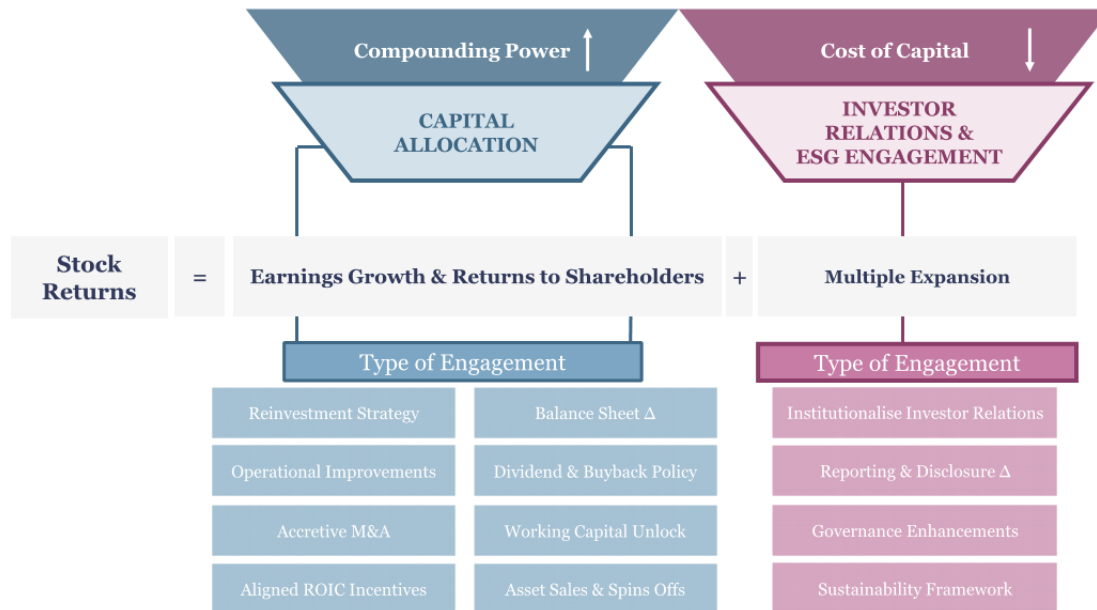 Compounding Power
Cost of Capital
CAPITAL
ALLOCATION
INVESTOR
RELATIONS &
ESG ENGAGEMENT
Stock
Returns
=
Earnings Growth & Returns to Shareholders
+
Multiple Expansion
Type of Engagement
Type of Engagement
Reinvestment Strategy
Balance Sheet Δ
Institutionalise Investor Relations
Operational Improvements
Dividend & Buyback Policy
Reporting & Disclosure Δ
Accretive M&A
Working Capital Unlock
Governance Enhancements
Aligned ROIC Incentives
Asset Sales & Spins Offs
Sustainability Framework